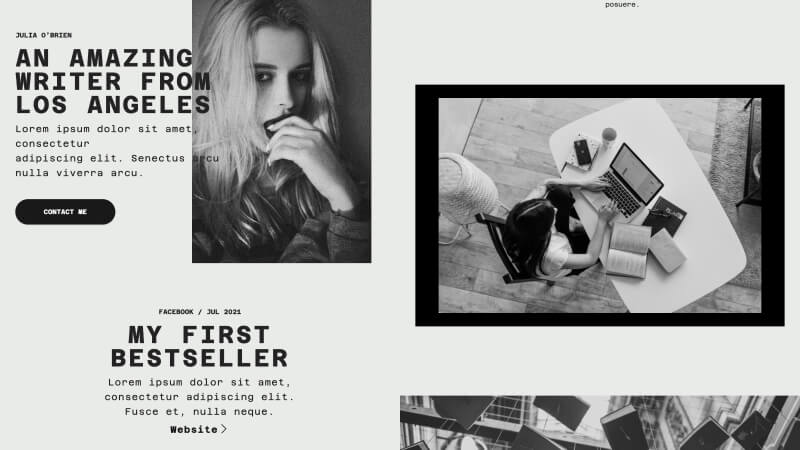 JULIA O'BRIEN
AN AMAZING
WRITER FROM
LOS ANGELES
Lorem ipsum dolor sit amet,
consectetur
adipiscing elit. Senectus arcu
nulla viverra arcu.
CONTACT ME
FACEBOOK / JUL 2021
MY FIRST
BESTSELLER
Lorem ipsum dolor sit amet,
consectetur adipiscing elit.
Fusce et, nulla neque.
Website
posuere.